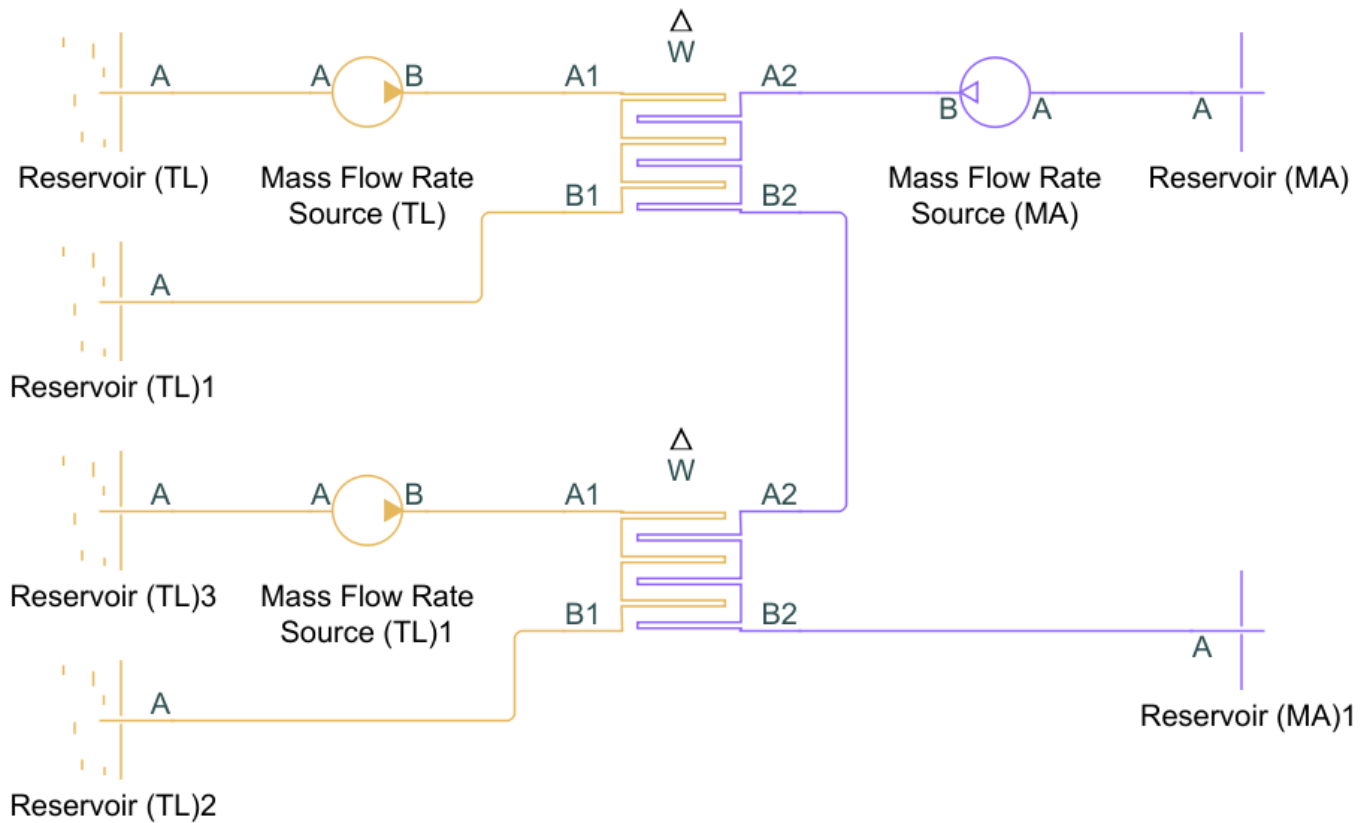 W
A A B A1 A2 B A A
Reservoir (TL) Mass Flow Rate Mass Flow Rate Reservoir (MA)
Source (TL) Source (MA)
B1 B2
A
Reservoir (TL)1
W
A A B A1 A2
Reservoir (TL)3 Mass Flow Rate
Source (TL)1
B1 B2 A
A
Reservoir (MA)1
Reservoir (TL)2